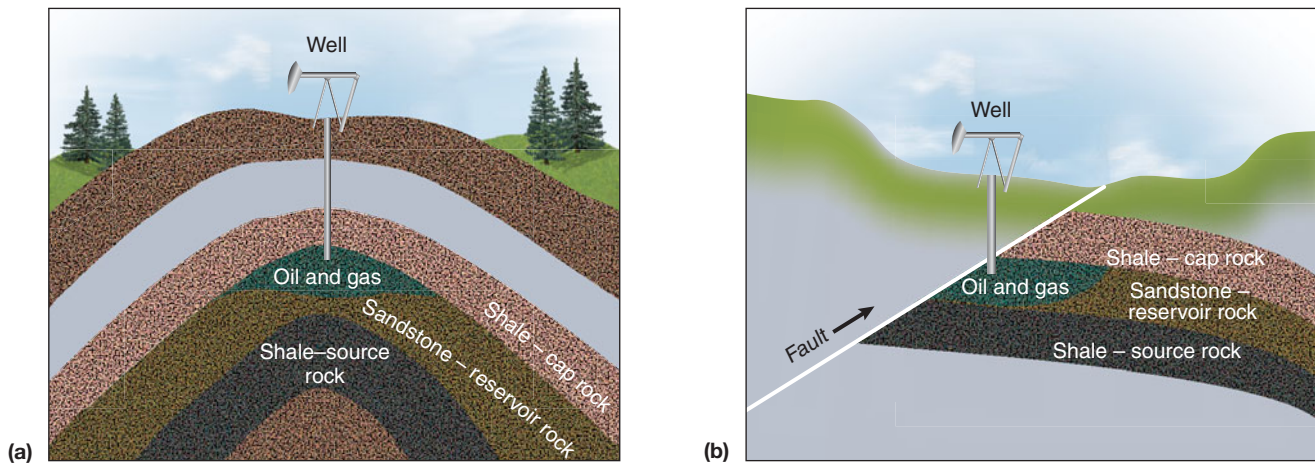 (a)
Well
Oil and gas
Sandstone – reservoir rock
Shale – cap rock
Shale–source
rock
(b)
Well
Shale – cap rock
Oil and gas
Sandstone –
reservoir rock
Fault
Shale – source rock